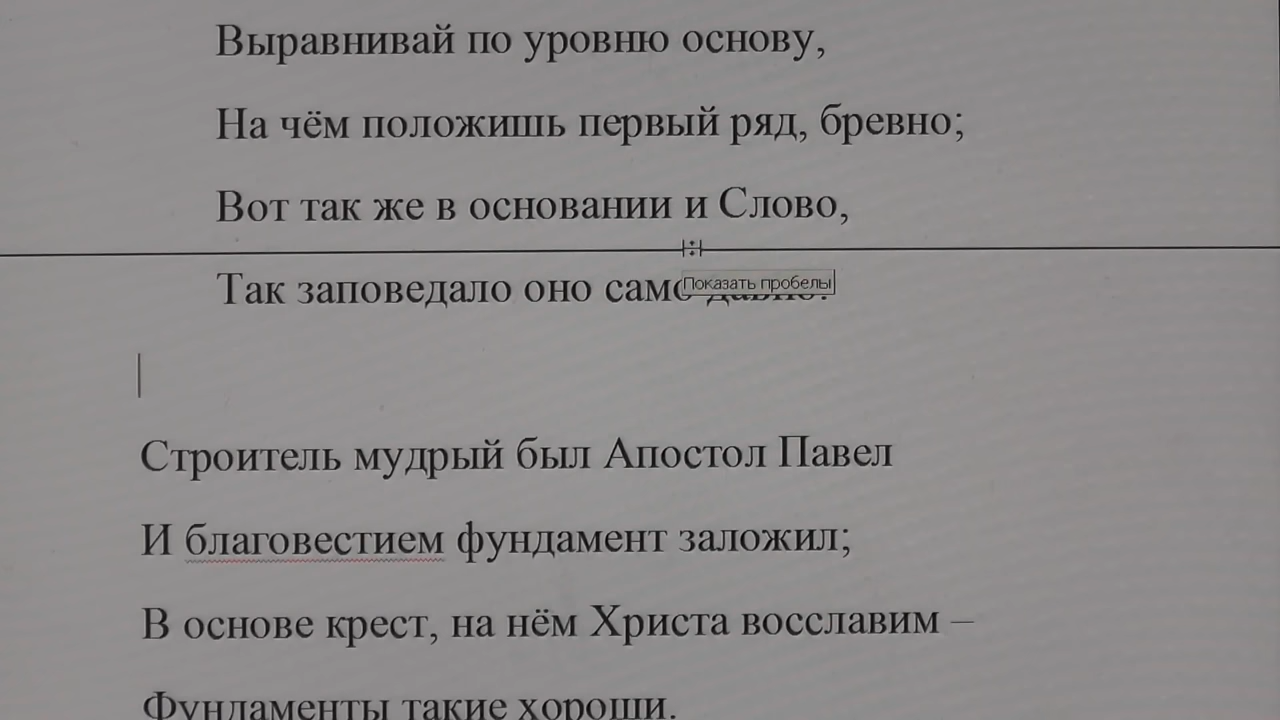 Выравнивай по уровню основу,
На чём положишь первый ряд, бревно;
Вот так же в основании и Слово,
Так заповедало оно само давно.
Показать пробелы
Строитель мудрый был Апостол Павел
И благовестием фундамент заложил;
В основе крест, на нём Христа восславим –
Фундаменты такие хороши.